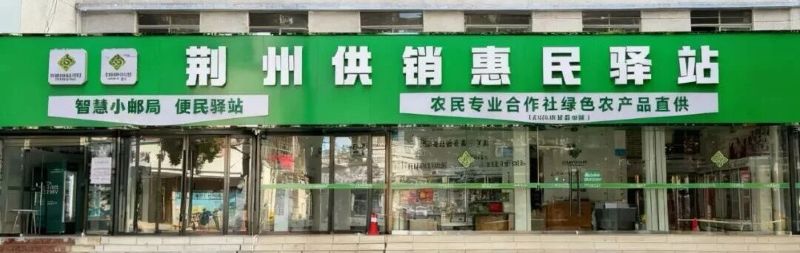 荆州供销惠民驿站
智慧小邮局 便民驿站
农民专业合作社绿色农产品直供